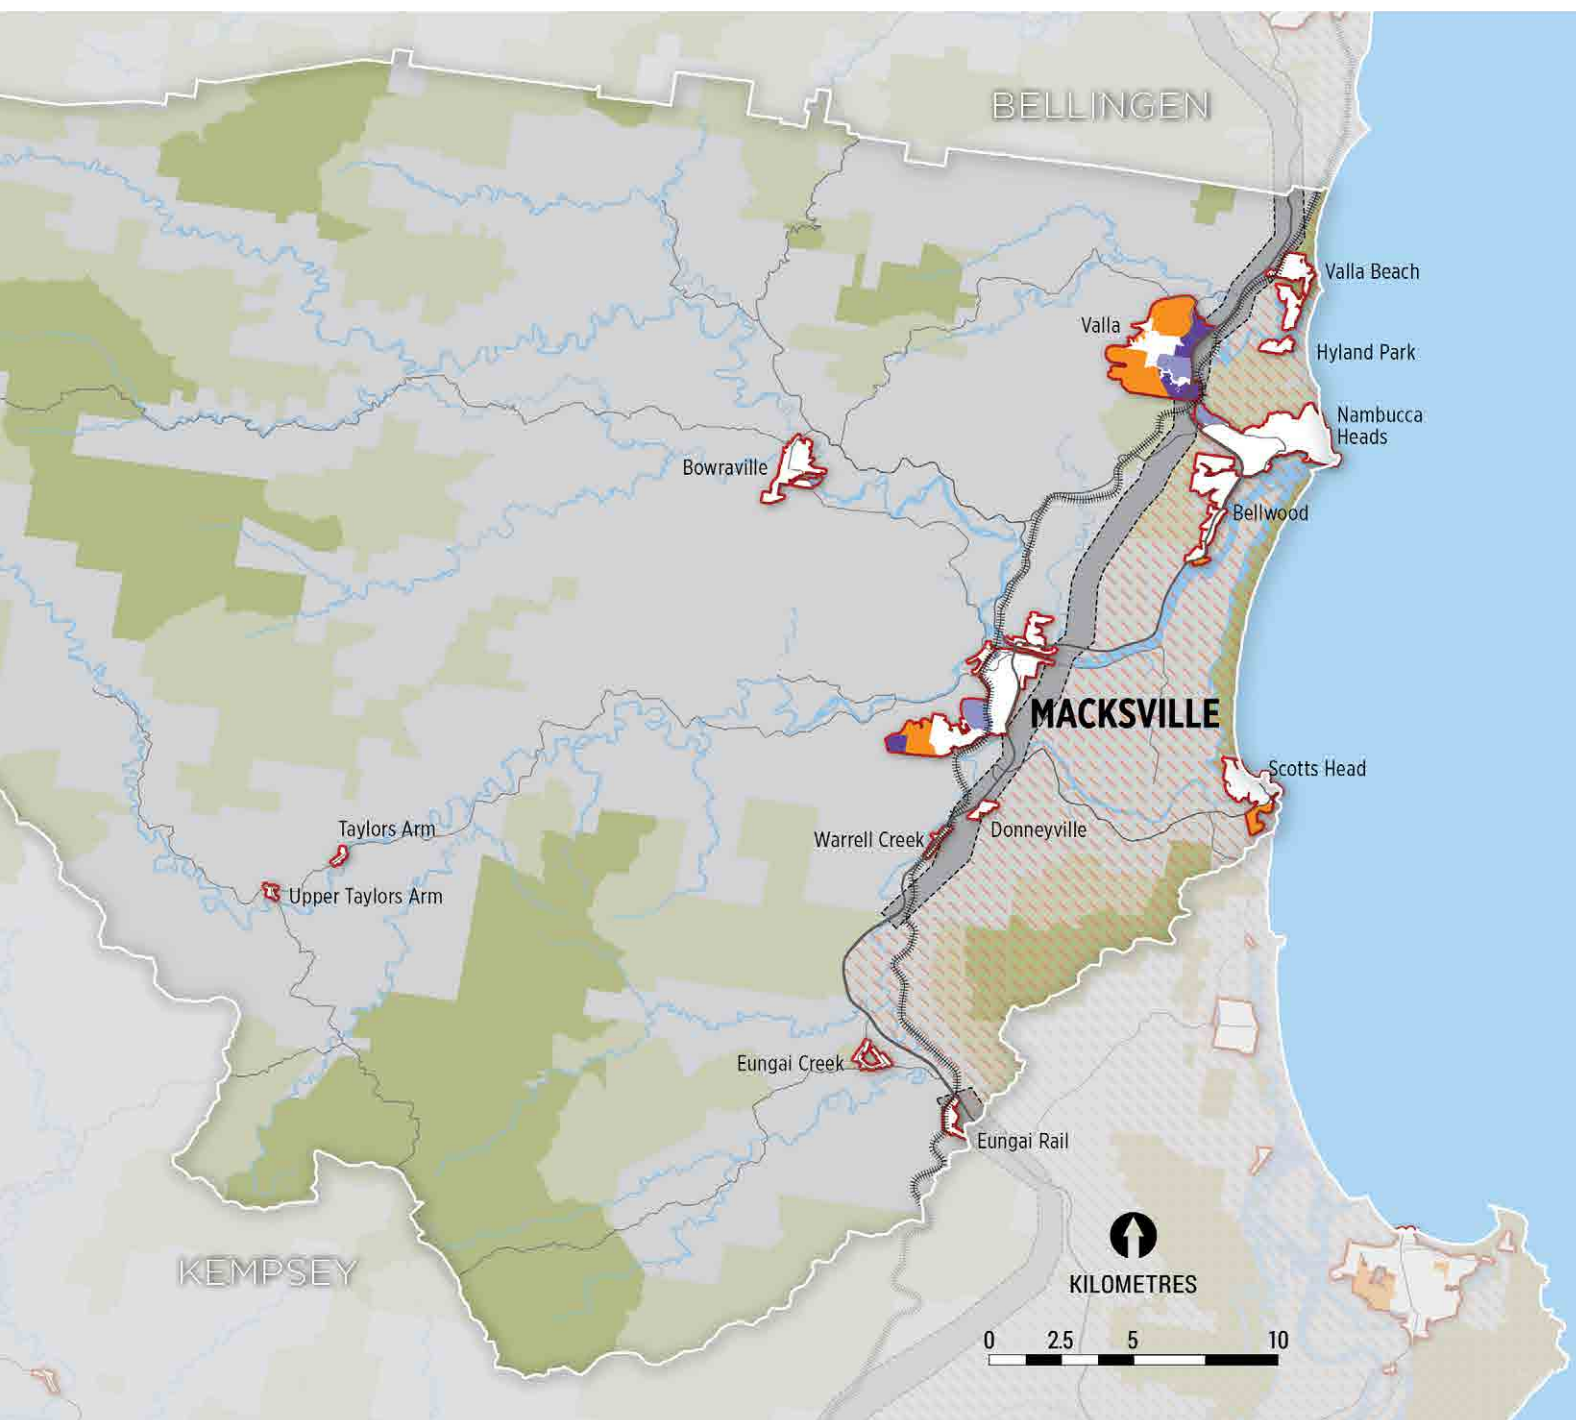 BELLINGEN
Valla Beach
Valla
Hyland Park
Nambucca
Heads
Bowraville
Bellwood
MACKSVILLE
Scotts Head
Taylors Arm
Donneyville
Warrell Creek
Upper Taylors Arm
Eungai Creek
Eungai Rail
KEMPSEY
KILOMETRES
0 2.5 5 10